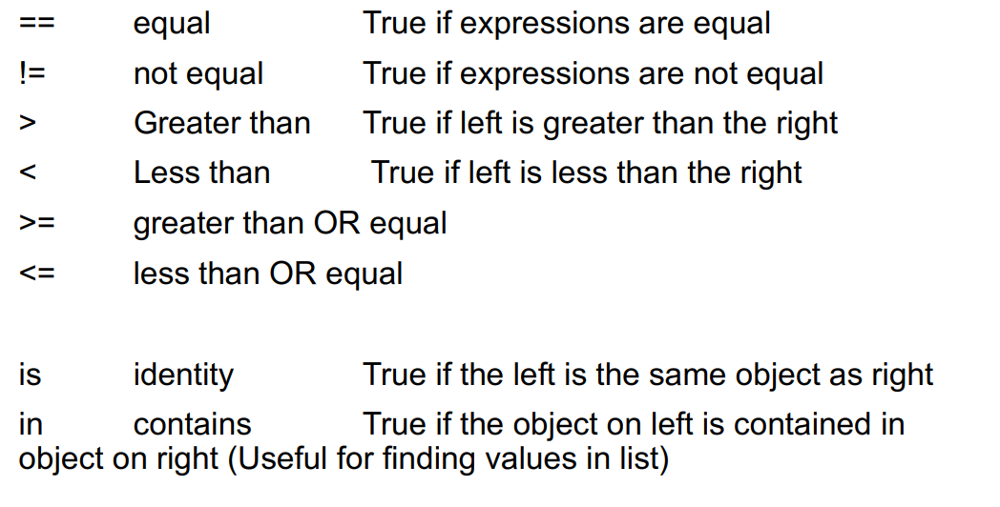 == equal True if expressions are equal
!= not equal True if expressions are not equal
> Greater than True if left is greater than the right
< Less than True if left is less than the right
>= greater than OR equal
<= less than OR equal
is identity True if the left is the same object as right
in contains True if the object on left is contained in
object on right (Useful for finding values in list)